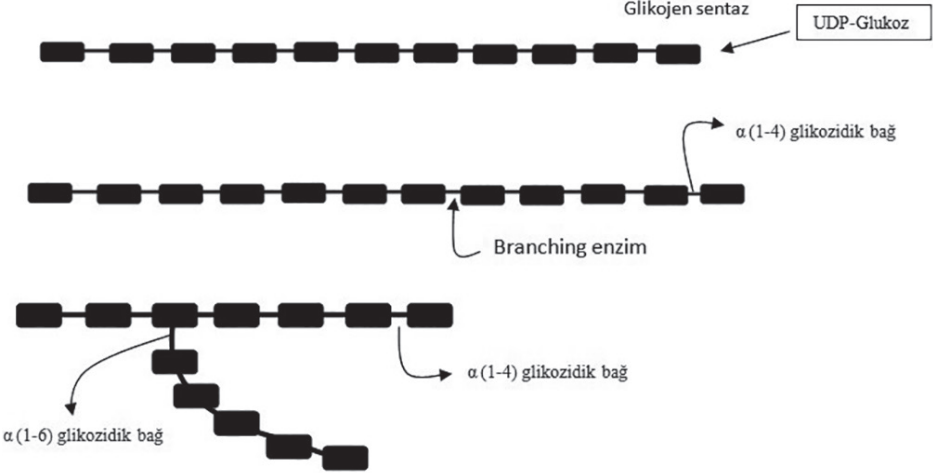 Glikojen sentaz
UDP-Glukoz
α (1-4) glikozidik bağ
Branching enzim
α (1-4) glikozidik bağ
α (1-6) glikozidik bağ